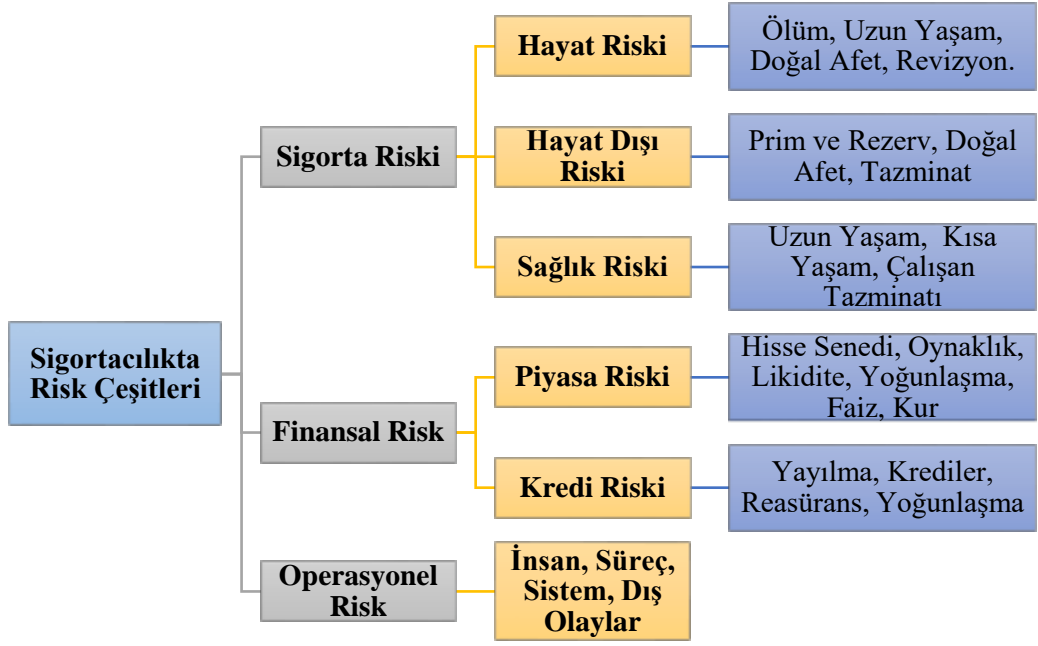 Sigortacılıkta
Risk Çeşitleri
Sigorta Riski
Hayat Riski
Ölüm, Uzun Yaşam,
Doğal Afet, Revizyon.
Hayat Dışı
Riski
Prim ve Rezerv, Doğal
Afet, Tazminat
Sağlık Riski
Uzun Yaşam, Kısa
Yaşam, Çalışan
Tazminatı
Finansal Risk
Piyasa Riski
Hisse Senedi, Oynaklık,
Likidite, Yoğunlaşma,
Faiz, Kur
Kredi Riski
Yayılma, Krediler,
Reasürans, Yoğunlaşma
Operasyonel
Risk
İnsan, Süreç,
Sistem, Dış
Olaylar